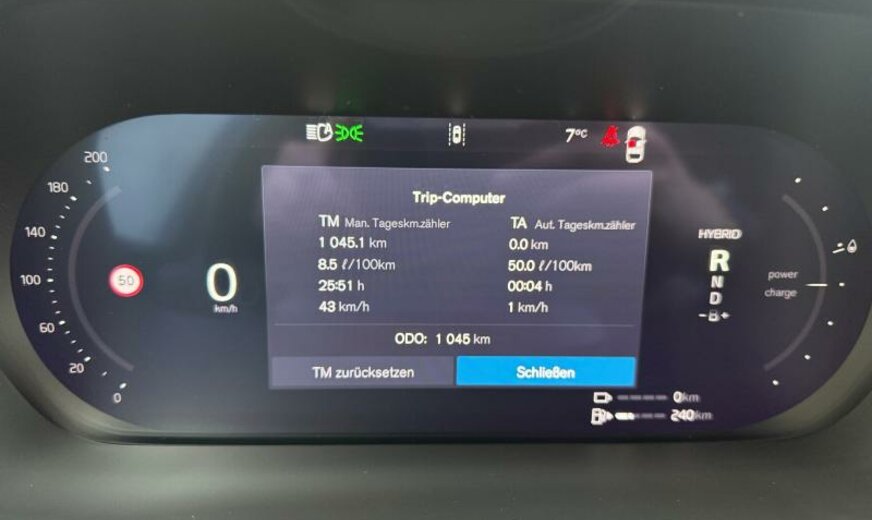 7°C
Trip-Computer
TM Man. Tageskm.zähler
TA Aut. Tageskm.zähler
1 045.1 km
0.0 km
8.5 ℓ/100km
50.0 ℓ/100km
25:51 h
00:04 h
43 km/h
1 km/h
ODO: 1 045 km
TM zurücksetzen
Schließen
200
180
140
100
60
20
0
50
0
km/h
HYBRID
R
N
D
power
charge
0km
240km